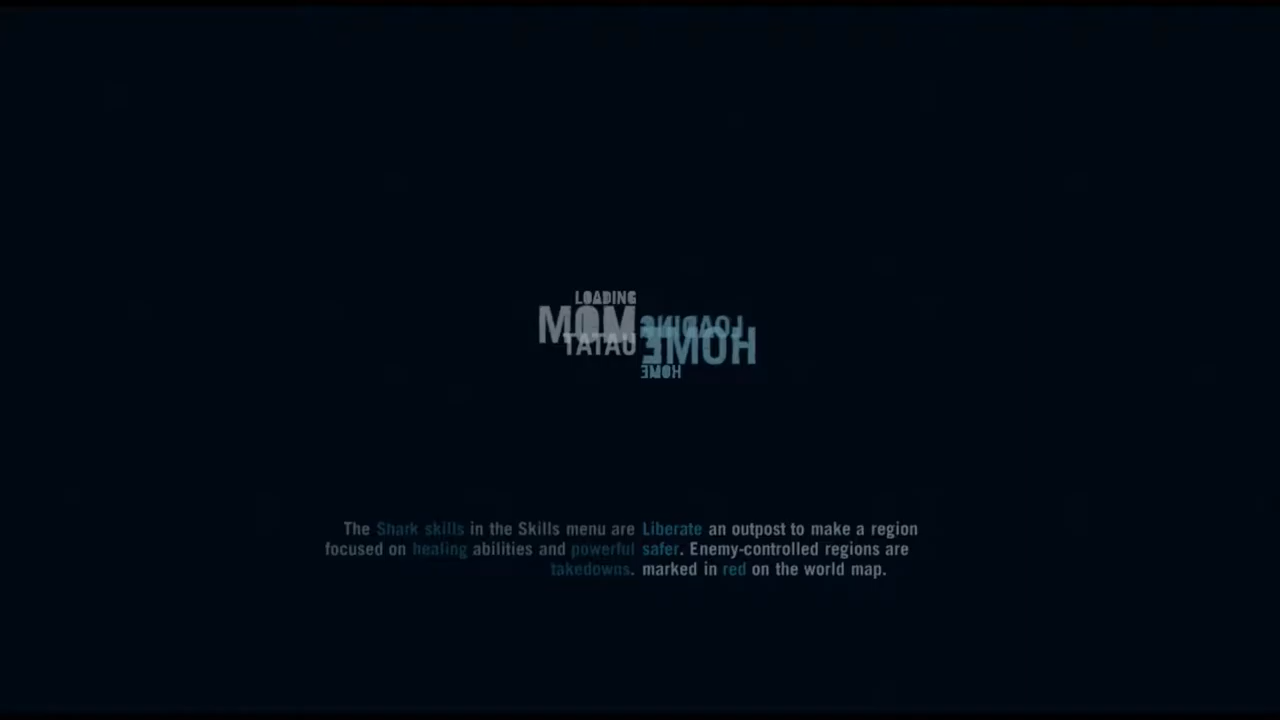 LOADING
MOM
TATAU
LOADING
HOME
HOME
The Shark skills in the Skills menu are
focused on healing abilities and powerful
takedowns.
Liberate an outpost to make a region
safer. Enemy-controlled regions are
marked in red on the world map.